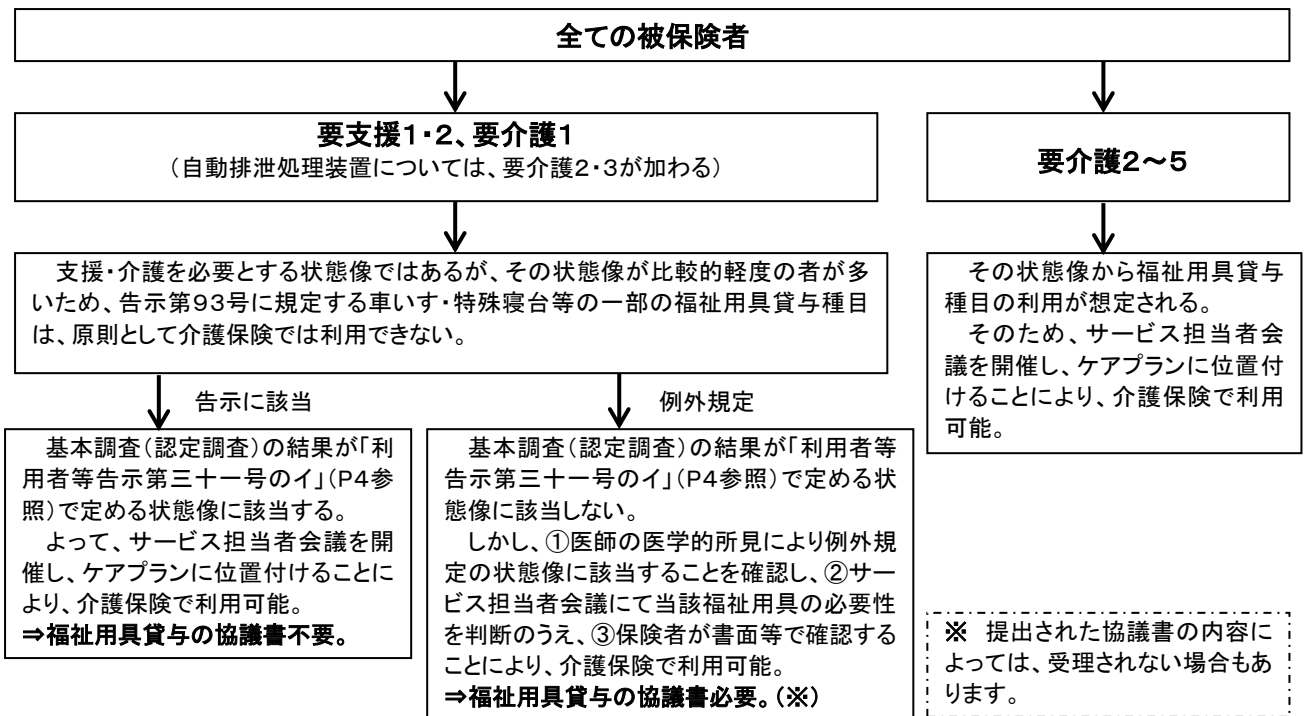 全ての被保険者
要支援1・2、要介護1
（自動排泄処理装置については、要介護2・3が加わる）
要介護2～5
支援・介護を必要とする状態像ではあるが、その状態像が比較的軽度の者が多
いため、告示第93号に規定する車いす・特殊寝台等の一部の福祉用具貸与種目
は、原則として介護保険では利用できない。
その状態像から福祉用具貸与
種目の利用が想定される。
そのため、サービス担当者会
議を開催し、ケアプランに位置付
けることにより、介護保険で利用
可能。
告示に該当
例外規定
基本調査（認定調査）の結果が「利
用者等告示第三十一号のイ」（P4参
照）で定める状態像に該当する。
よって、サービス担当者会議を開
催し、ケアプランに位置付けることに
より、介護保険で利用可能。
⇒福祉用具貸与の協議書不要。
基本調査（認定調査）の結果が「利用者等
告示第三十一号のイ」（P4参照）で定める状
態像に該当しない。
しかし、①医師の医学的所見により例外規
定の状態像に該当することを確認し、②サー
ビス担当者会議にて当該福祉用具の必要性
を判断のうえ、③保険者が書面等で確認する
ことにより、介護保険で利用可能。
⇒福祉用具貸与の協議書必要。（※）
※ 提出された協議書の内容に
よっては、受理されない場合もあ
ります。